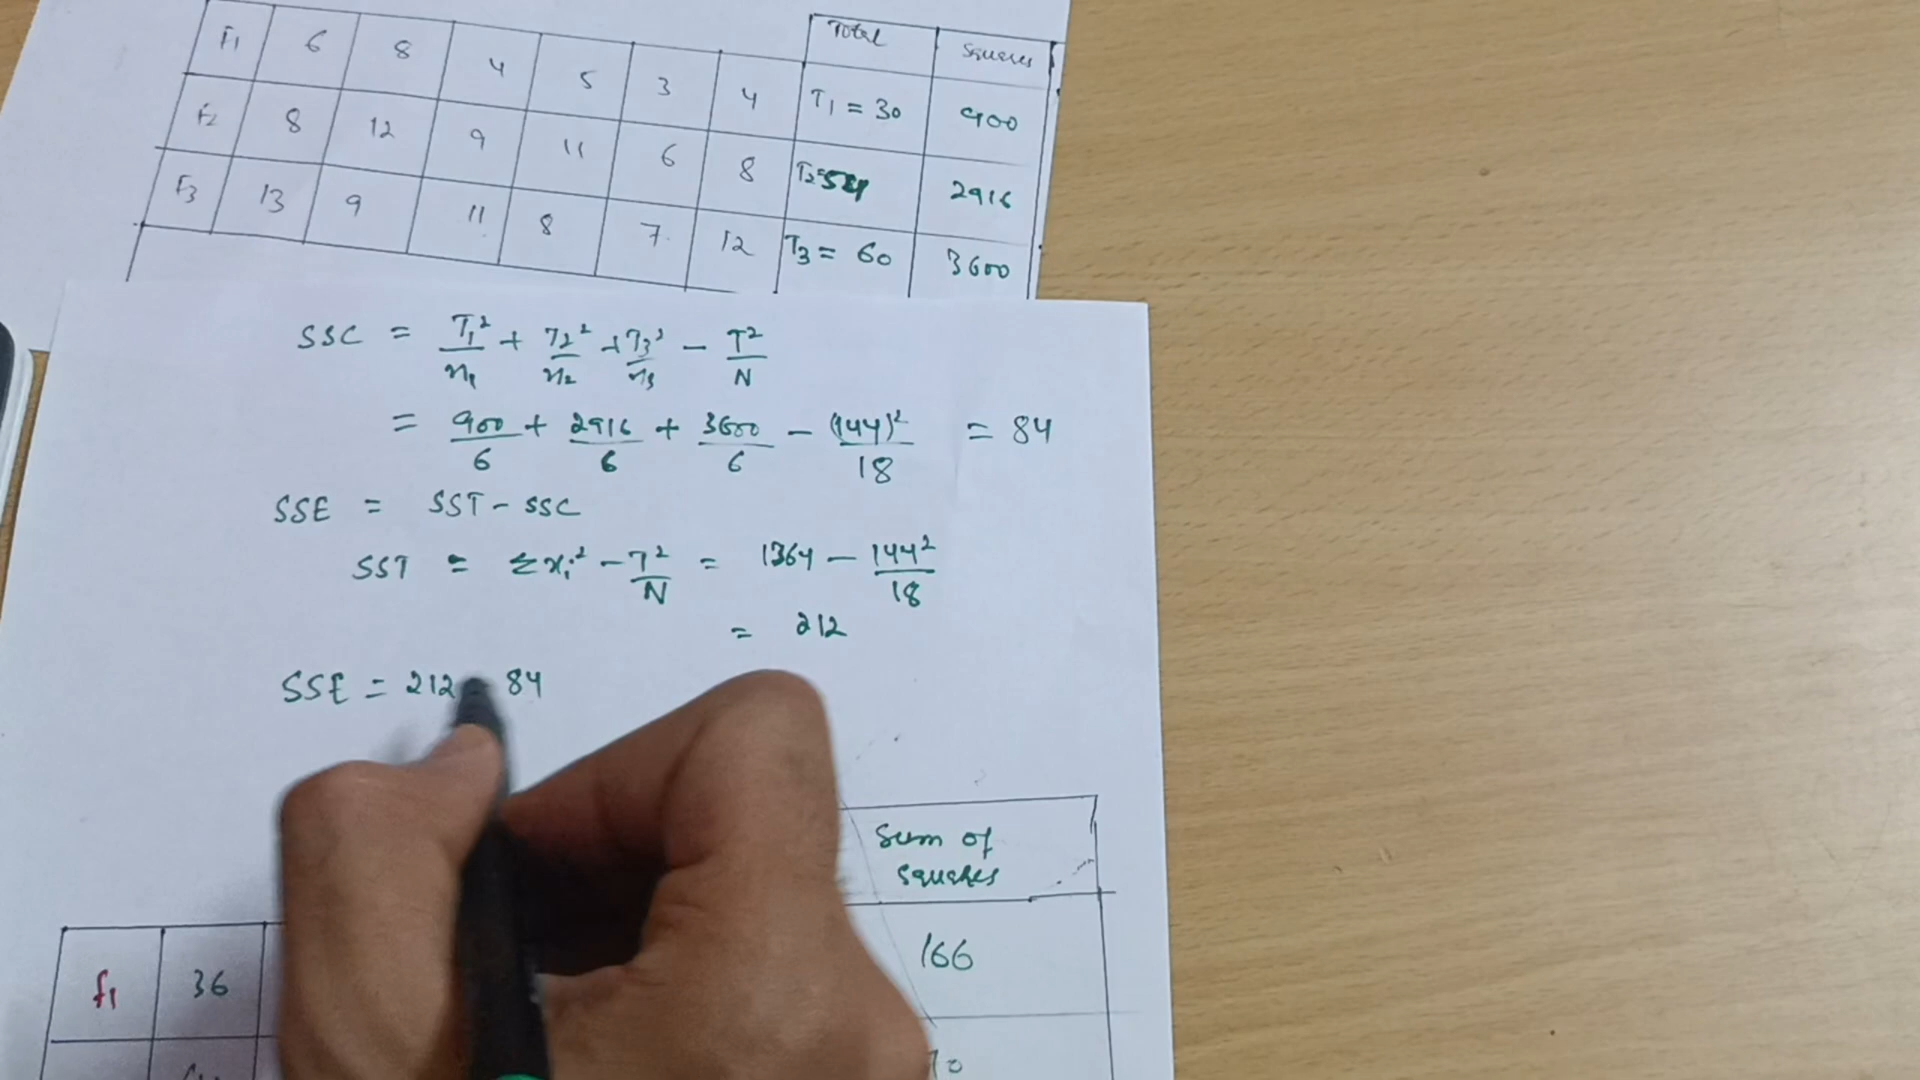 Total Squares
F1 6 8 4 5 3 4 T1 = 30 900
F2 8 12 9 11 6 8 T2=54 2916
F3 13 9 11 8 7 12 T3 = 60 3600
SSC = T1²/n1 + T2²/n2 + T3²/n3 - T²/N
= 900/6 + 2916/6 + 3600/6 - (144)²/18 = 84
SSE = SST - SSC
SST = Σxi² - T²/N = 1364 - 144²/18
= 212
SSE = 212 - 84
Sum of
squares
f1 36 166